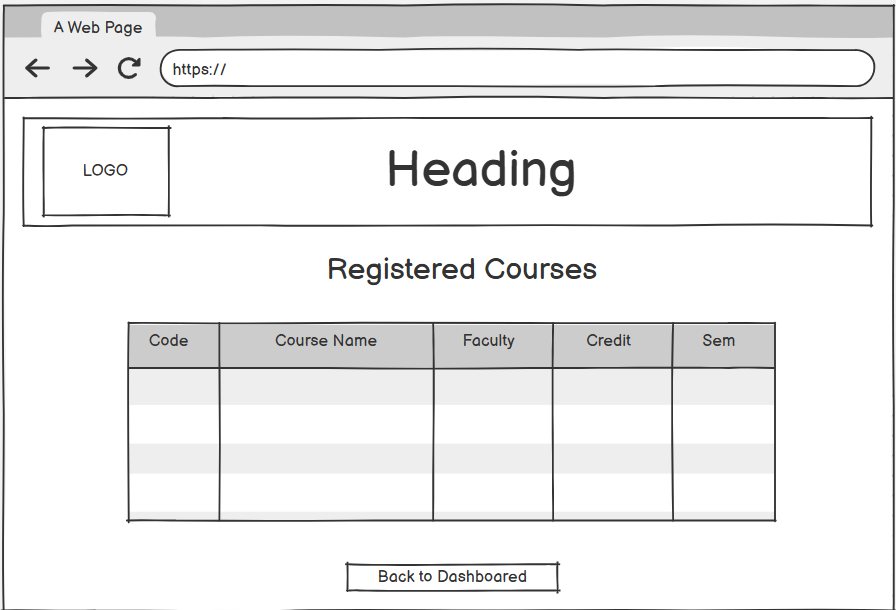 A Web Page
https://
LOGO
Heading
Registered Courses
Code Course Name Faculty Credit Sem
Back to Dashboared